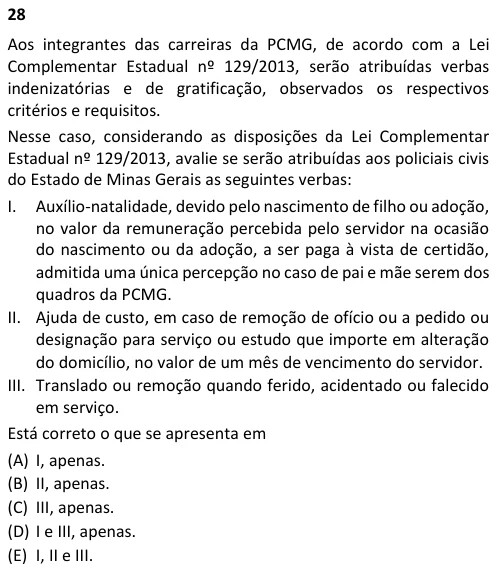 28
Aos integrantes das carreiras da PCMG, de acordo com a Lei
Complementar Estadual nº 129/2013, serão atribuídas verbas
indenizatórias e de gratificação, observados os respectivos
critérios e requisitos.
Nesse caso, considerando as disposições da Lei Complementar
Estadual nº 129/2013, avalie se serão atribuídas aos policiais civis
do Estado de Minas Gerais as seguintes verbas:
I. Auxílio-natalidade, devido pelo nascimento de filho ou adoção,
no valor da remuneração percebida pelo servidor na ocasião
do nascimento ou da adoção, a ser paga à vista de certidão,
admitida uma única percepção no caso de pai e mãe serem dos
quadros da PCMG.
II. Ajuda de custo, em caso de remoção de ofício ou a pedido ou
designação para serviço ou estudo que importe em alteração
do domicílio, no valor de um mês de vencimento do servidor.
III. Translado ou remoção quando ferido, acidentado ou falecido
em serviço.
Está correto o que se apresenta em
(A) I, apenas.
(B) II, apenas.
(C) III, apenas.
(D) I e III, apenas.
(E) I, II e III.